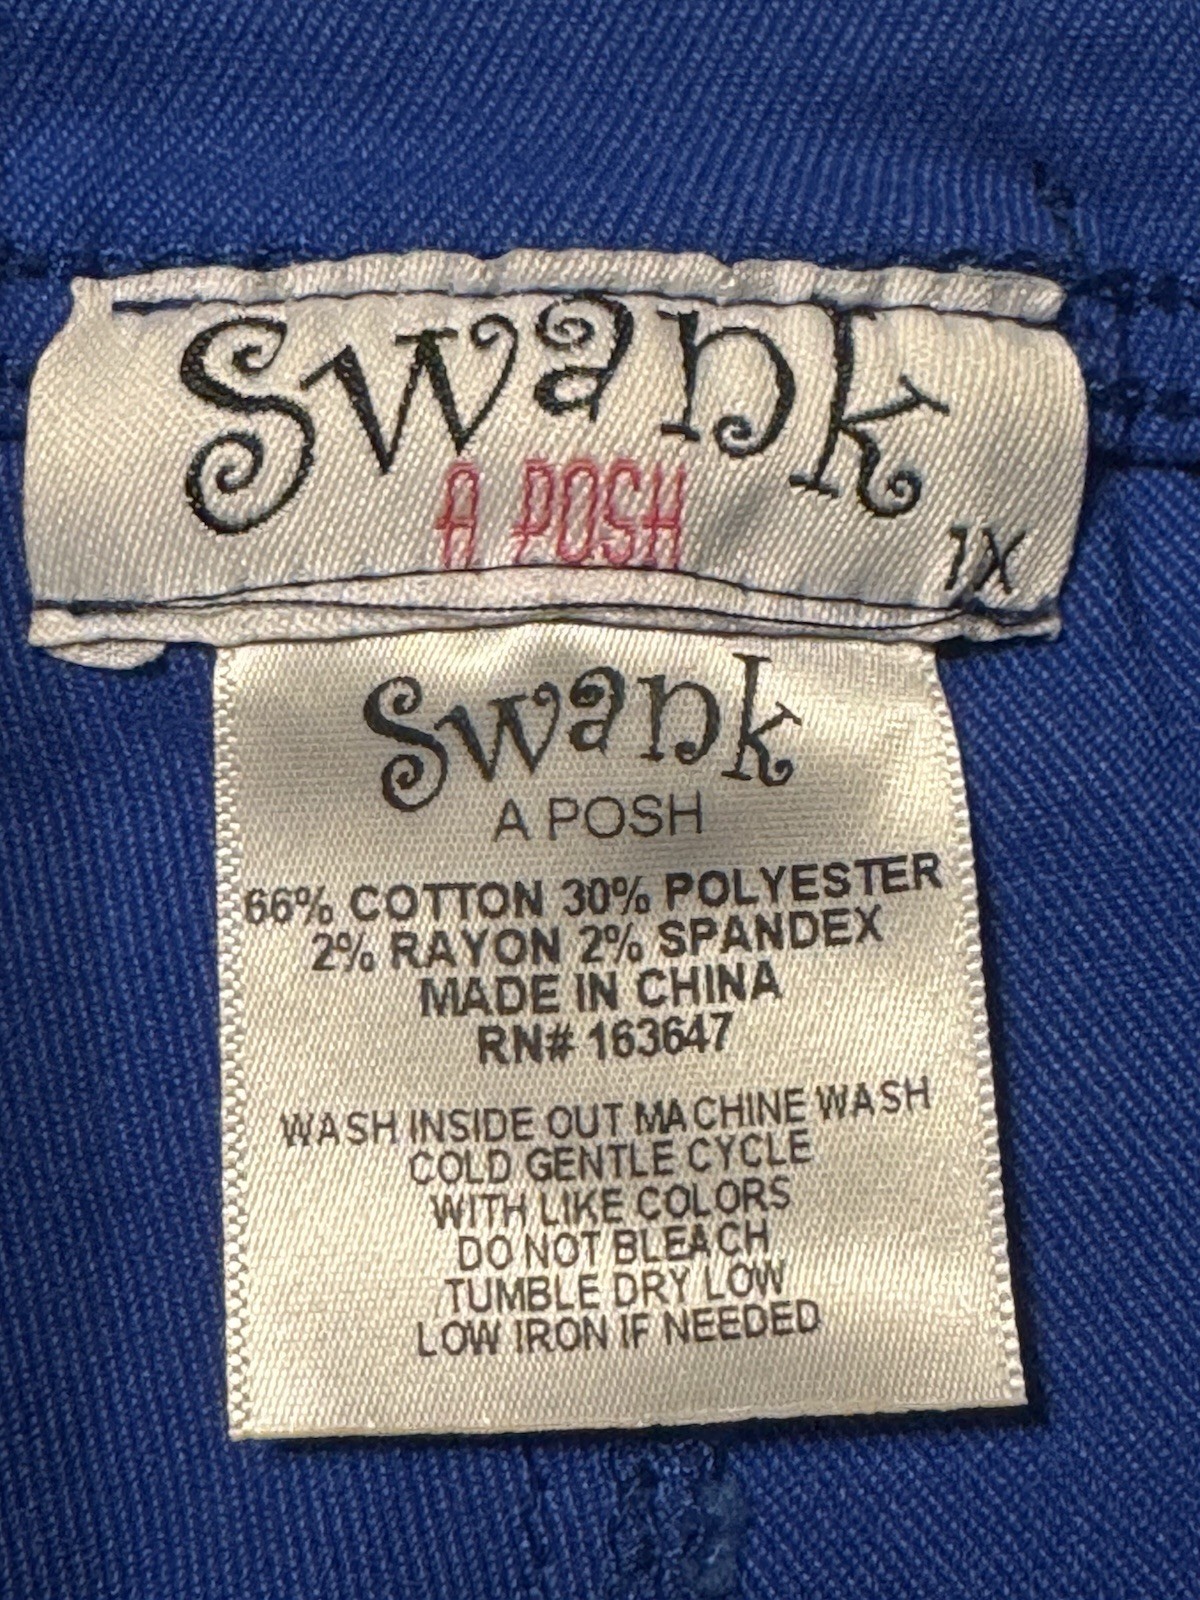 Swank
A POSH
1X
Swank
A POSH
66% COTTON 30% POLYESTER
2% RAYON 2% SPANDEX
MADE IN CHINA
RN# 163647
WASH INSIDE OUT MACHINE WASH
COLD GENTLE CYCLE
WITH LIKE COLORS
DO NOT BLEACH
TUMBLE DRY LOW
LOW IRON IF NEEDED